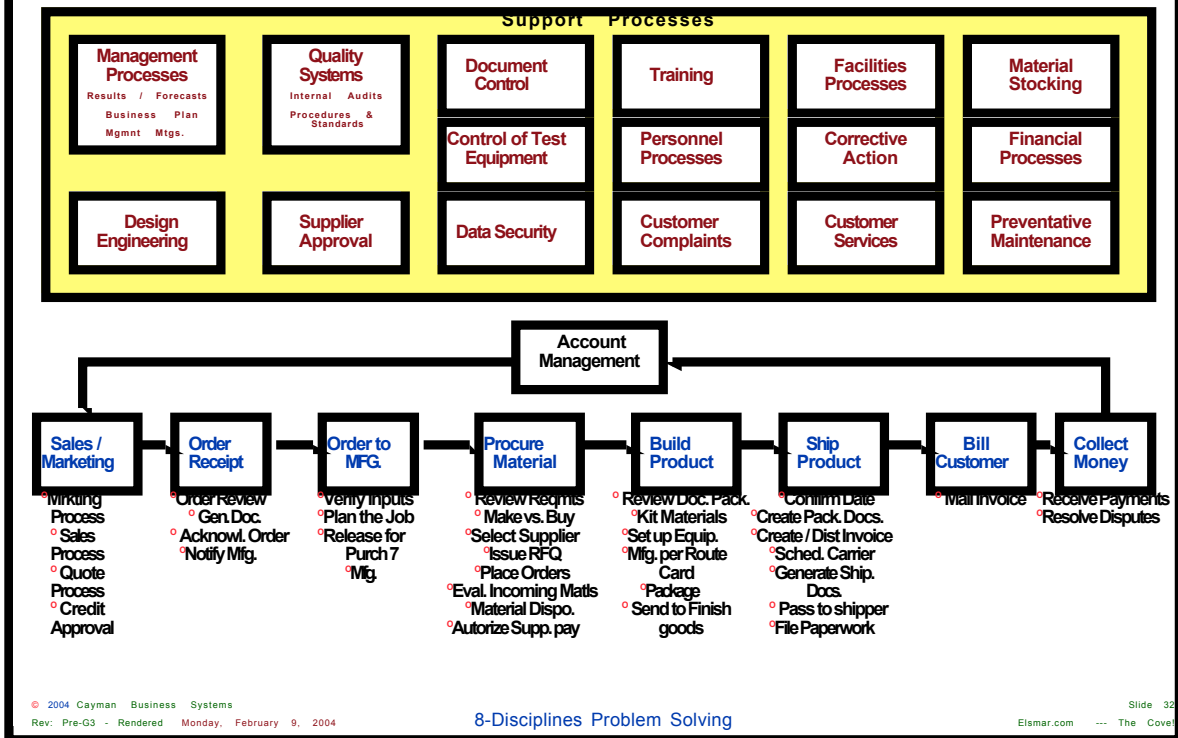 Support Processes
Management
Processes
Results / Forecasts
Business Plan
Mgmnt Mtgs.
Quality
Systems
Internal Audits
Procedures &
Standards
Document
Control
Training
Facilities
Processes
Material
Stocking
Control of Test
Equipment
Personnel
Processes
Corrective
Action
Financial
Processes
Design
Engineering
Supplier
Approval
Data Security
Customer
Complaints
Customer
Services
Preventative
Maintenance
Account
Management
Sales /
Marketing
Order
Receipt
Order to
MFG.
Procure
Material
Build
Product
Ship
Product
Bill
Customer
Collect
Money
°Mrkting
Process
° Sales
Process
° Quote
Process
° Credit
Approval
°Order Review
° Gen. Doc.
° Acknowl. Order
°Notify Mfg.
°Verify Inputs
°Plan the Job
°Release for
Purch 7
°Mfg.
° Review Reqmts
° Make vs. Buy
°Select Supplier
°Issue RFQ
°Place Orders
°Eval. Incoming Matls
°Material Dispo.
°Autorize Supp. pay
° Review Doc. Pack.
°Kit Materials
°Set up Equip.
°Mfg. per Route
Card
°Package
° Send to Finish
goods
°Confirm Date
°Create Pack. Docs.
°Create / Dist Invoice
°Sched. Carrier
°Generate Ship.
Docs.
° Pass to shipper
°File Paperwork
° Mail Invoice
°Receive Payments
°Resolve Disputes
© 2004 Cayman Business Systems
Rev: Pre-G3 - Rendered Monday, February 9, 2004
8-Disciplines Problem Solving
Slide 32
Elsmar.com --- The Cove!